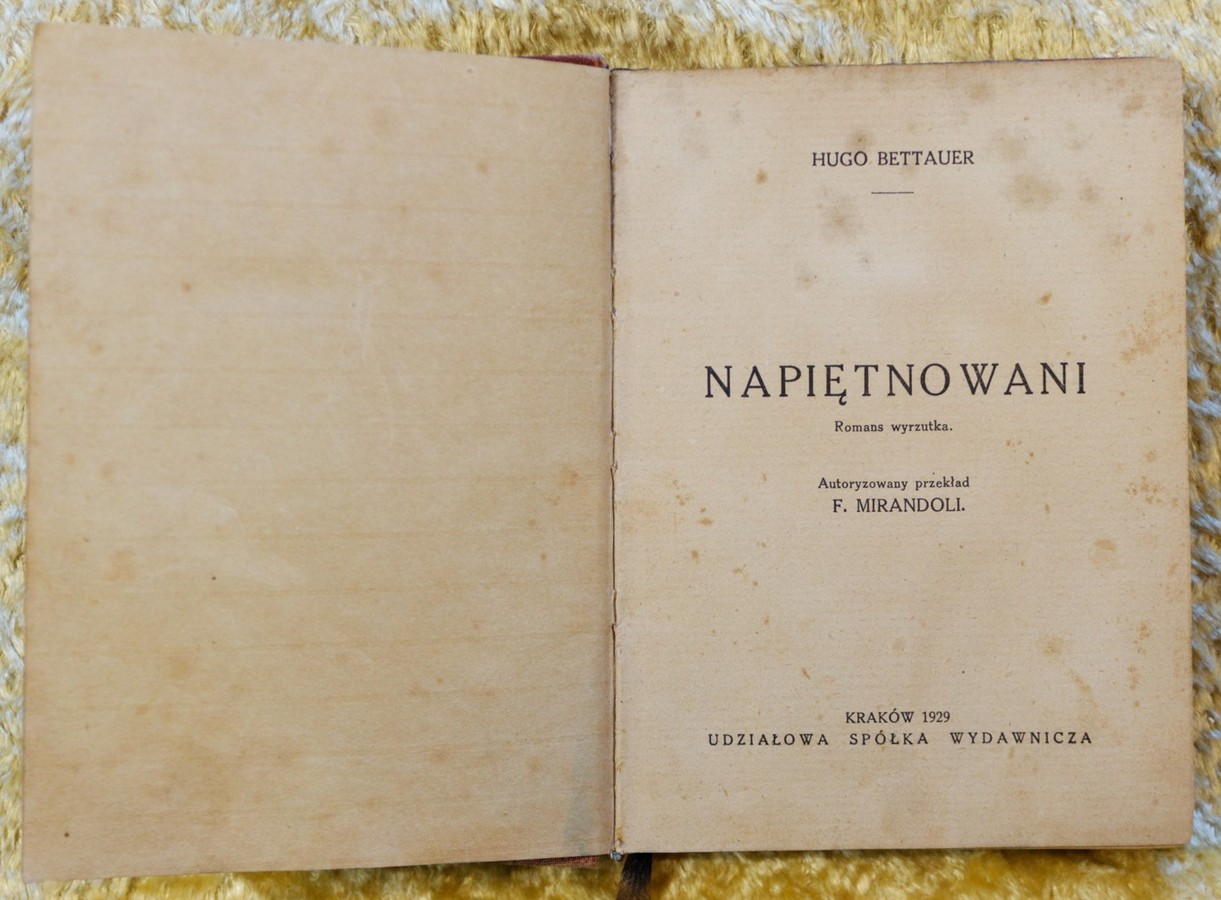 HUGO BETTAUER
NAPIĘTNOWANI
Romans wyrzutka.
Autoryzowany przekład
F. MIRANDOLI.
KRAKÓW 1929
UDZIAŁOWA SPÓŁKA WYDAWNICZA